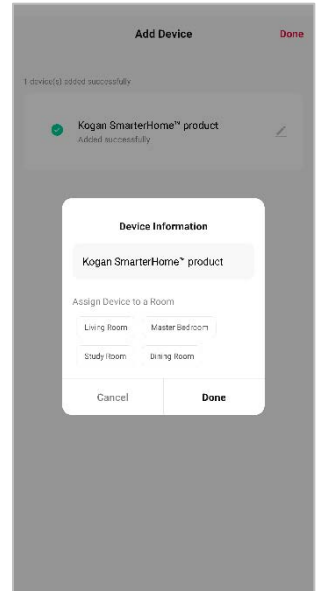 Add Device
Done
1 device(s) added successfully
Kogan SmarterHome™ product
Added successfully
Device Information
Kogan SmarterHome™ product
Assign Device to a Room
Living Room
Master Bedroom
Study Room
Dining Room
Cancel
Done